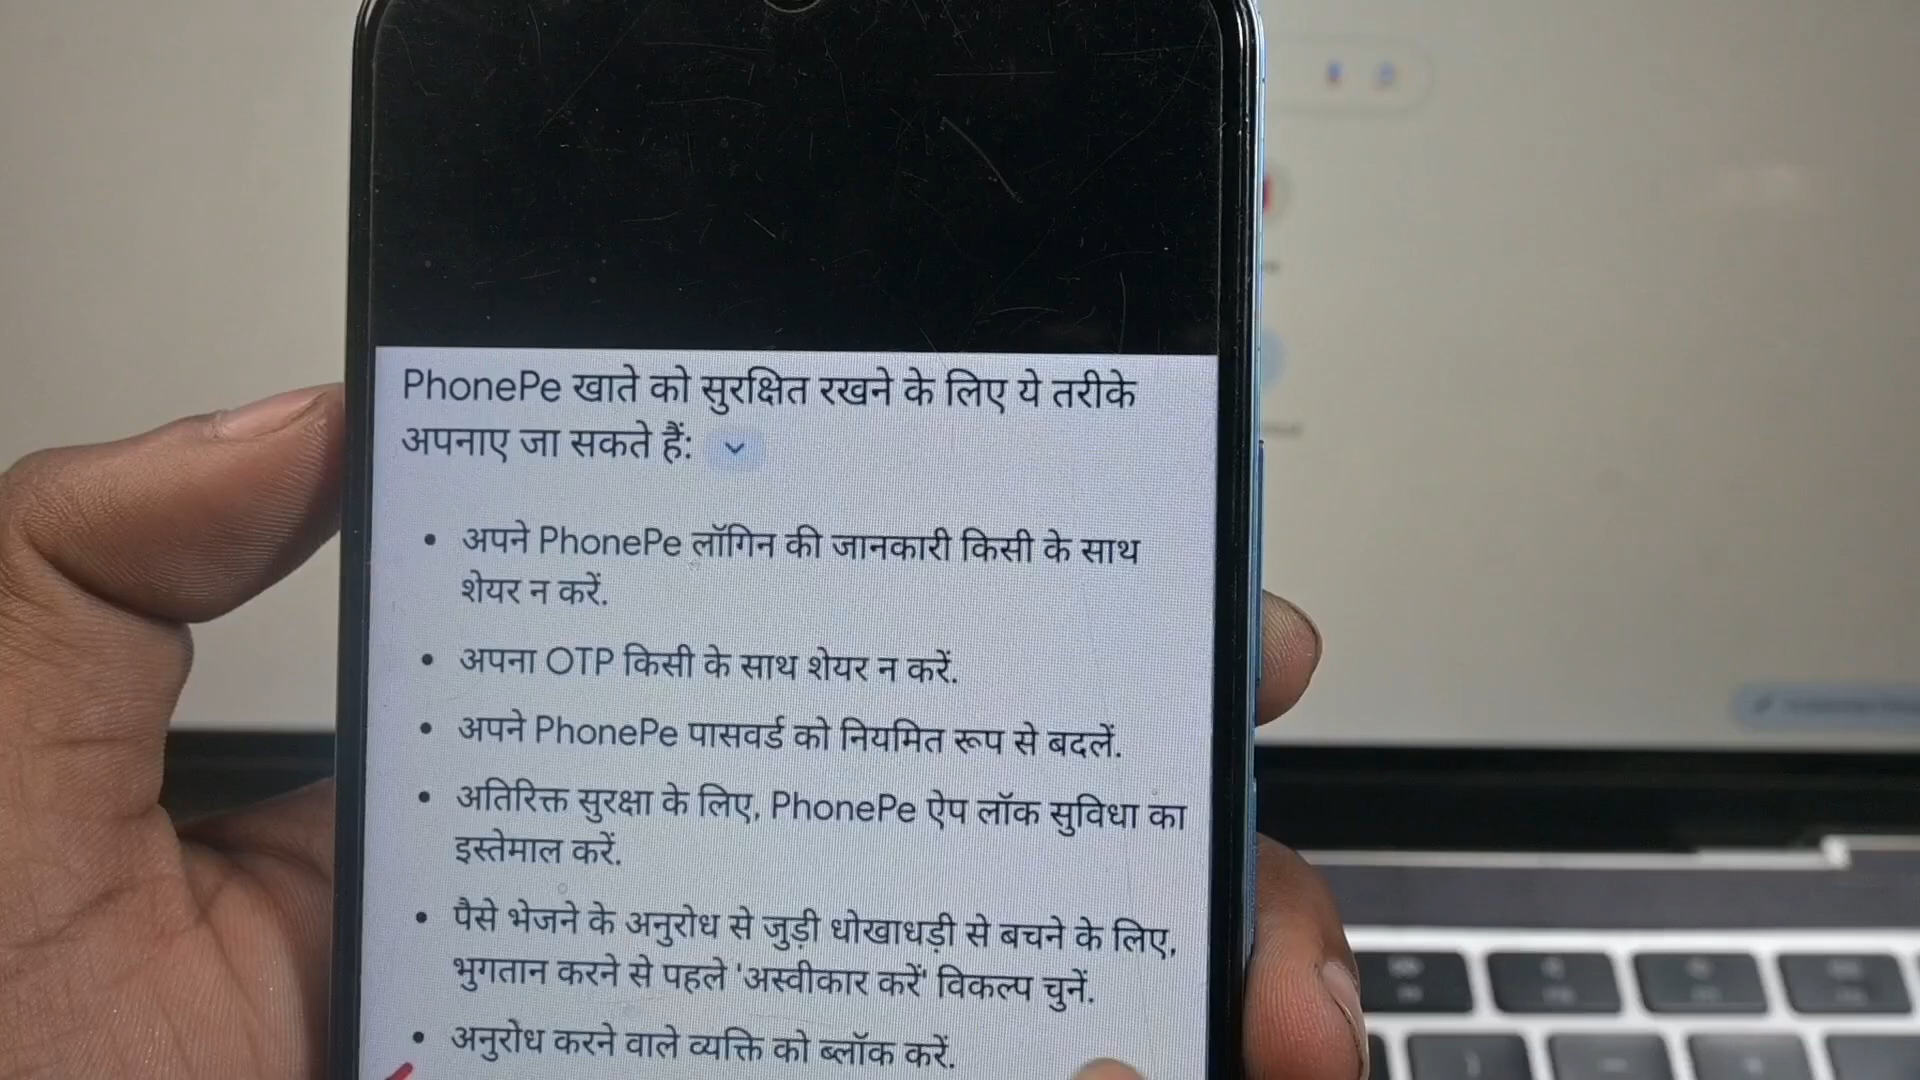 PhonePe खाते को सुरक्षित रखने के लिए ये तरीके
अपनाए जा सकते हैं:
• अपने PhonePe लॉगिन की जानकारी किसी के साथ
शेयर न करें.
• अपना OTP किसी के साथ शेयर न करें.
• अपने PhonePe पासवर्ड को नियमित रूप से बदलें.
• अतिरिक्त सुरक्षा के लिए, PhonePe ऐप लॉक सुविधा का
इस्तेमाल करें.
• पैसे भेजने के अनुरोध से जुड़ी धोखाधड़ी से बचने के लिए,
भुगतान करने से पहले 'अस्वीकार करें' विकल्प चुनें.
• अनुरोध करने वाले व्यक्ति को ब्लॉक करें.